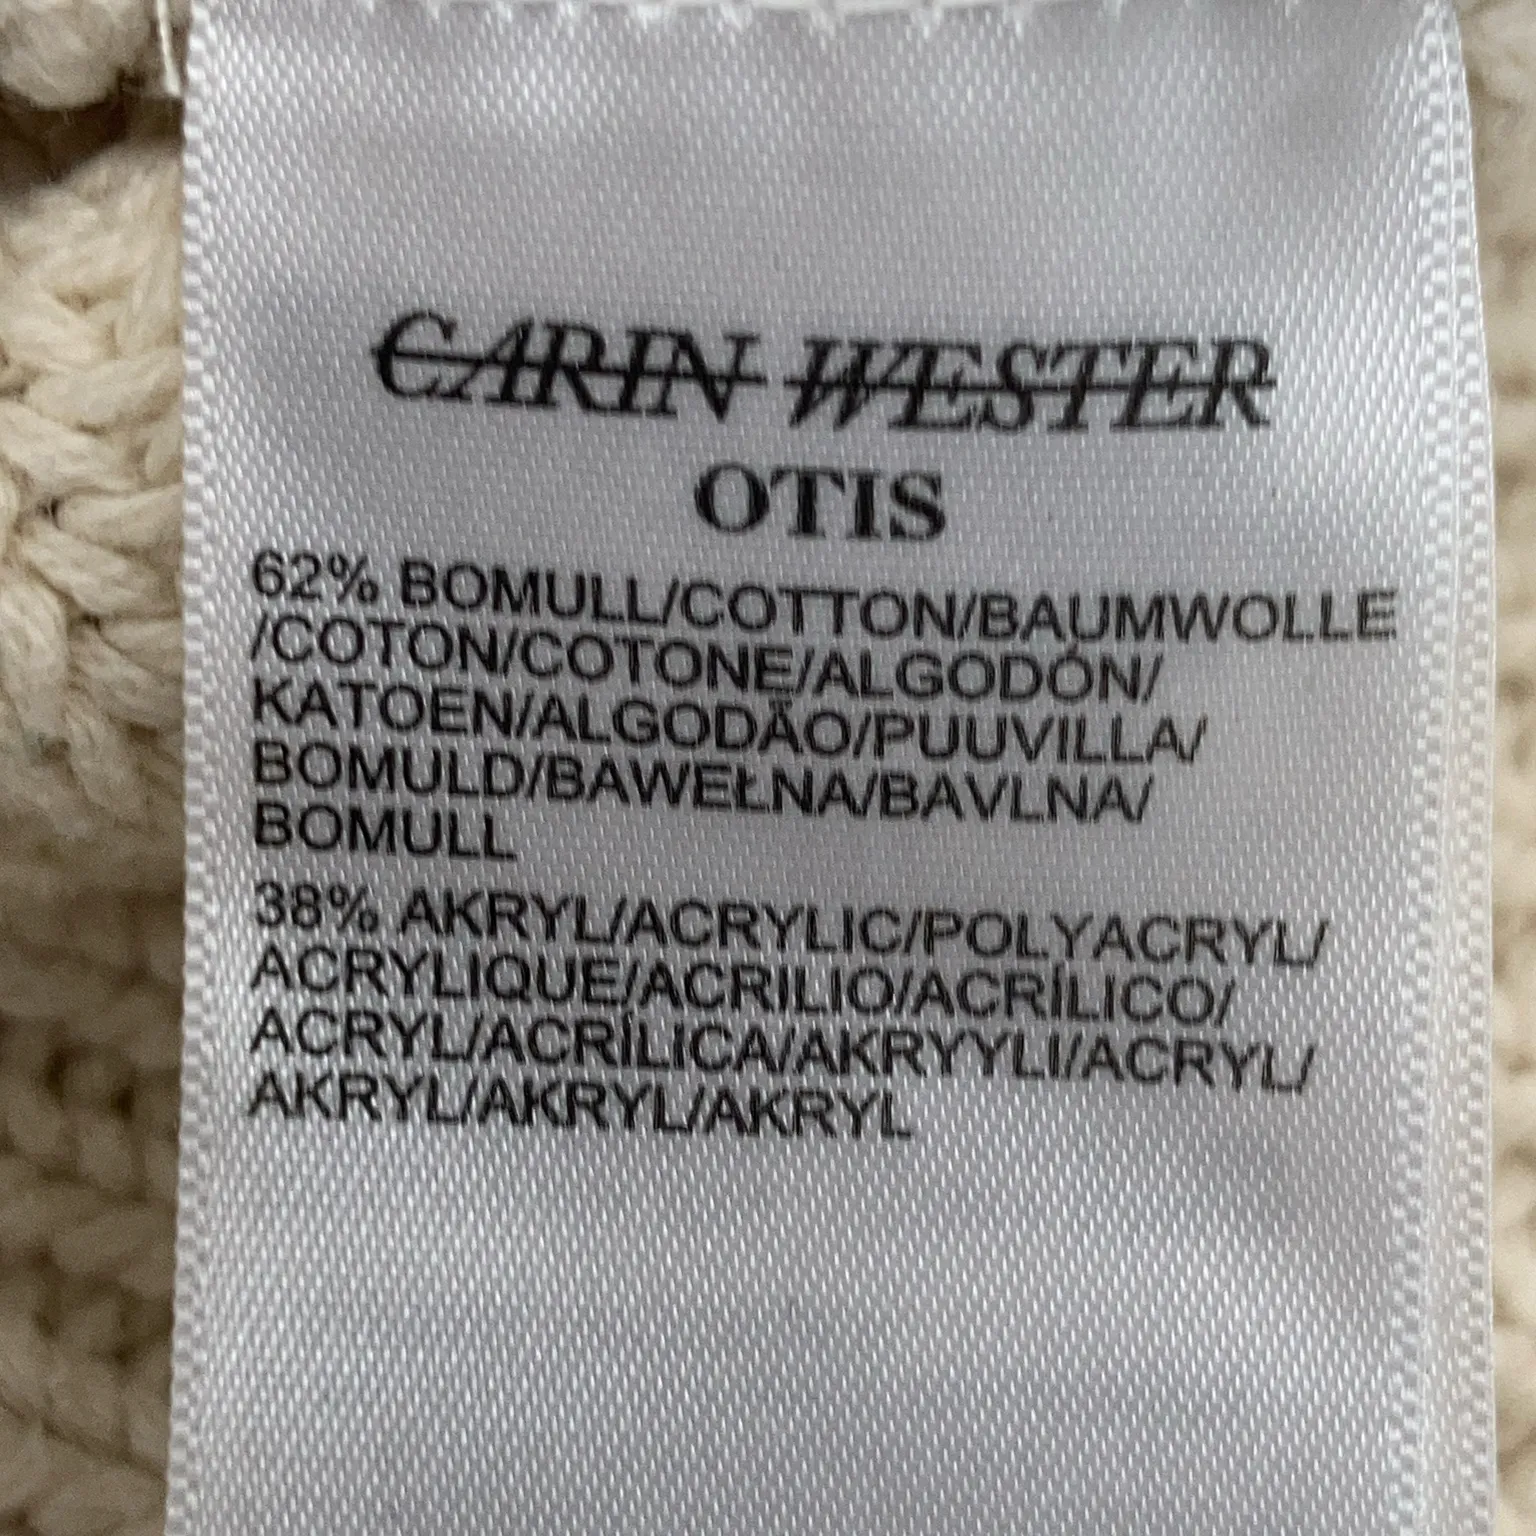 CARIN WESTER
OTIS
62% BOMULL/COTTON/BAUMWOLLE
/COTON/COTONE/ALGODÓN/
KATOEN/ALGODÃO/PUUVILLA/
BOMULD/BAWEŁNA/BAVLNA/
BOMULL
38% AKRYL/ACRYLIC/POLYACRYL/
ACRYLIQUE/ACRILIO/ACRÍLICO/
ACRYL/ACRÍLICA/AKRYYLI/ACRYL/
AKRYL/AKRYL/AKRYL